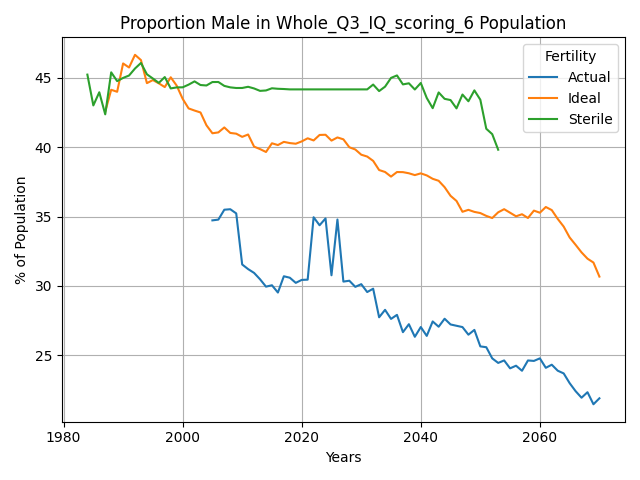 Proportion Male in Whole_Q3_IQ_scoring_6 Population
Fertility
Actual
Ideal
Sterile
% of Population
45
40
35
30
25
1980
2000
2020
2040
2060
Years